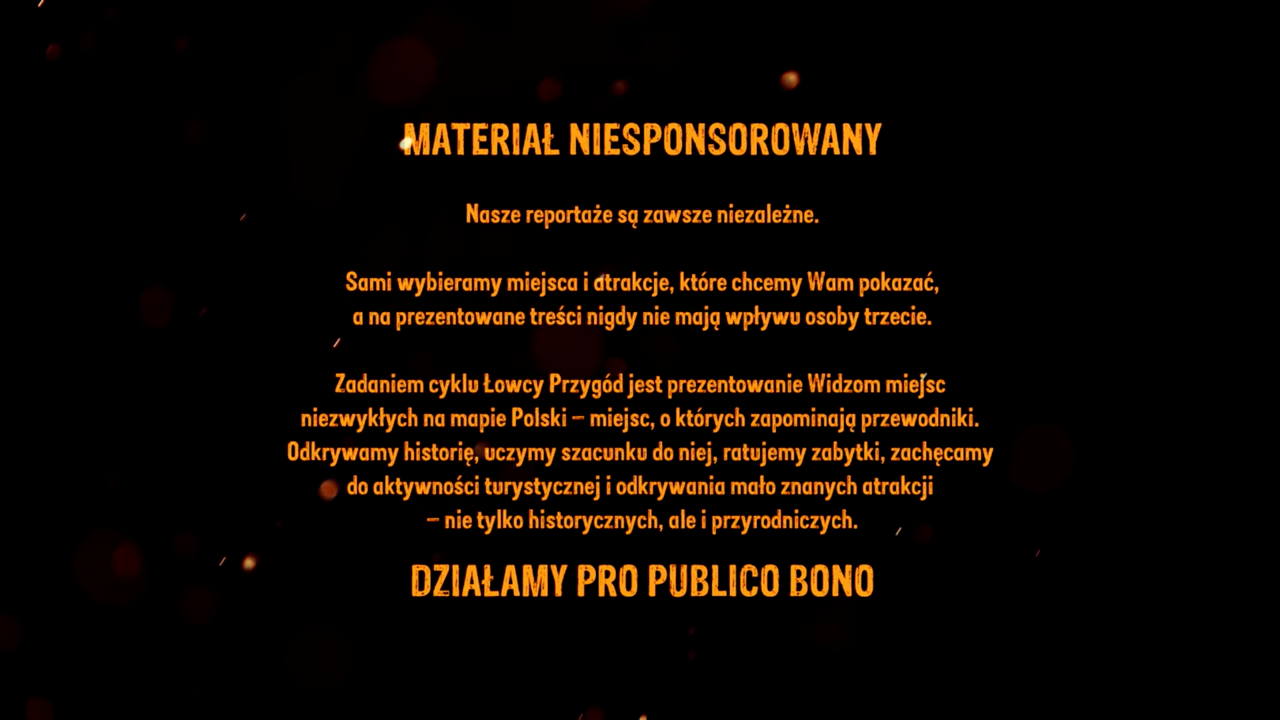 MATERIAŁ NIESPONSOROWANY
Nasze reportaże są zawsze niezależne.
Sami wybieramy miejsca i atrakcje, które chcemy Wam pokazać,
a na prezentowane treści nigdy nie mają wpływu osoby trzecie.
Zadaniem cyklu Łowcy Przygód jest prezentowanie Widzom miejsc
niezwykłych na mapie Polski – miejsc, o których zapominają przewodniki.
Odkrywamy historię, uczymy szacunku do niej, ratujemy zabytki, zachęcamy
do aktywności turystycznej i odkrywania mało znanych atrakcji
– nie tylko historycznych, ale i przyrodniczych.
DZIAŁAMY PRO PUBLICO BONO